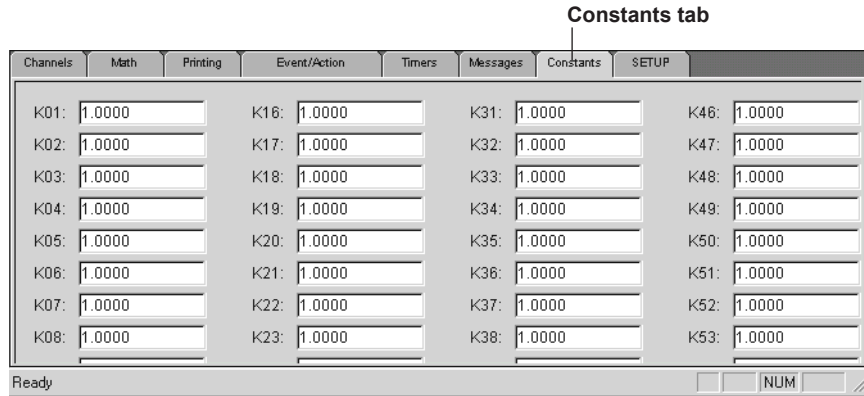 Constants tab
Channels Math Printing Event/Action Timers Messages Constants SETUP
K01: 1.0000 K16: 1.0000 K31: 1.0000 K46: 1.0000
K02: 1.0000 K17: 1.0000 K32: 1.0000 K47: 1.0000
K03: 1.0000 K18: 1.0000 K33: 1.0000 K48: 1.0000
K04: 1.0000 K19: 1.0000 K34: 1.0000 K49: 1.0000
K05: 1.0000 K20: 1.0000 K35: 1.0000 K50: 1.0000
K06: 1.0000 K21: 1.0000 K36: 1.0000 K51: 1.0000
K07: 1.0000 K22: 1.0000 K37: 1.0000 K52: 1.0000
K08: 1.0000 K23: 1.0000 K38: 1.0000 K53: 1.0000
Ready NUM